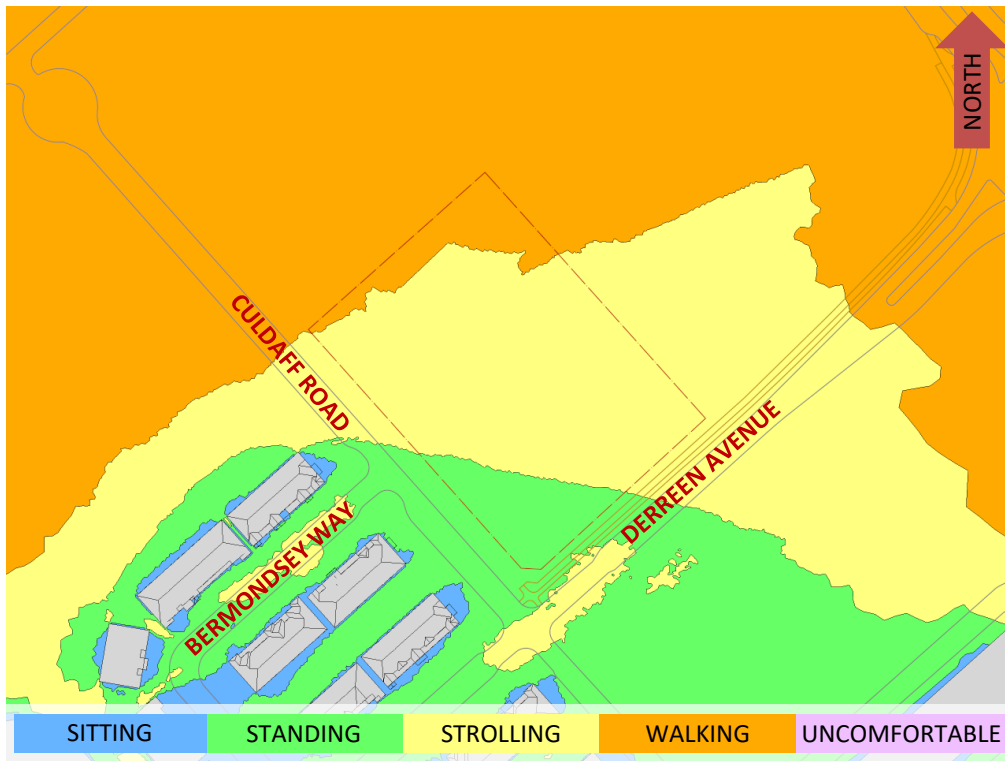 NORTH
CULDAFF ROAD
DERREEN AVENUE
BERMONDSEY WAY
SITTING
STANDING
STROLLING
WALKING
UNCOMFORTABLE